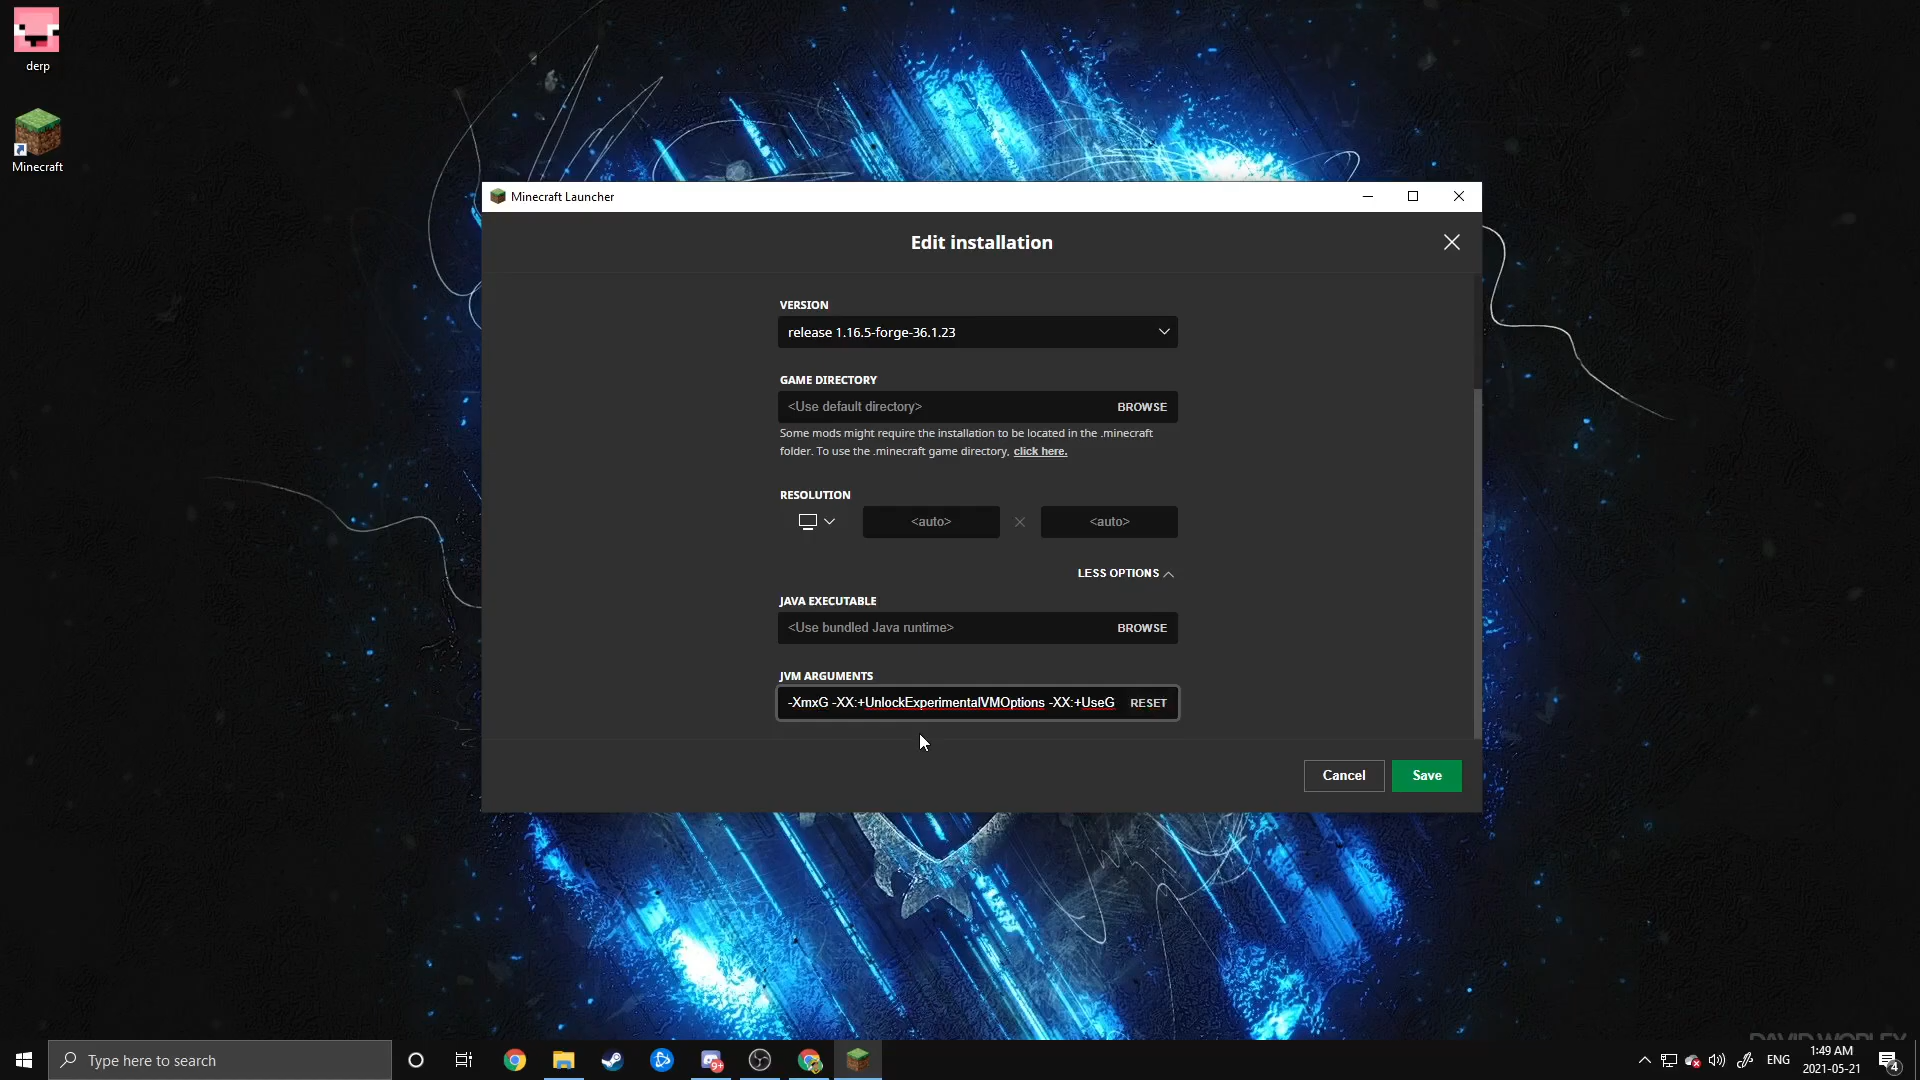 derp
Minecraft
Minecraft Launcher
Edit installation
VERSION
release 1.16.5-forge-36.1.23
GAME DIRECTORY
<Use default directory>
BROWSE
Some mods might require the installation to be located in the .minecraft
folder. To use the .minecraft game directory, click here.
RESOLUTION
<auto>
<auto>
LESS OPTIONS
JAVA EXECUTABLE
<Use bundled Java runtime>
BROWSE
JVM ARGUMENTS
-XmxG -XX:+UnlockExperimentalVMOptions -XX:+UseG
RESET
Cancel
Save
Type here to search
9+
ENG
1:49 AM
2021-05-21
4